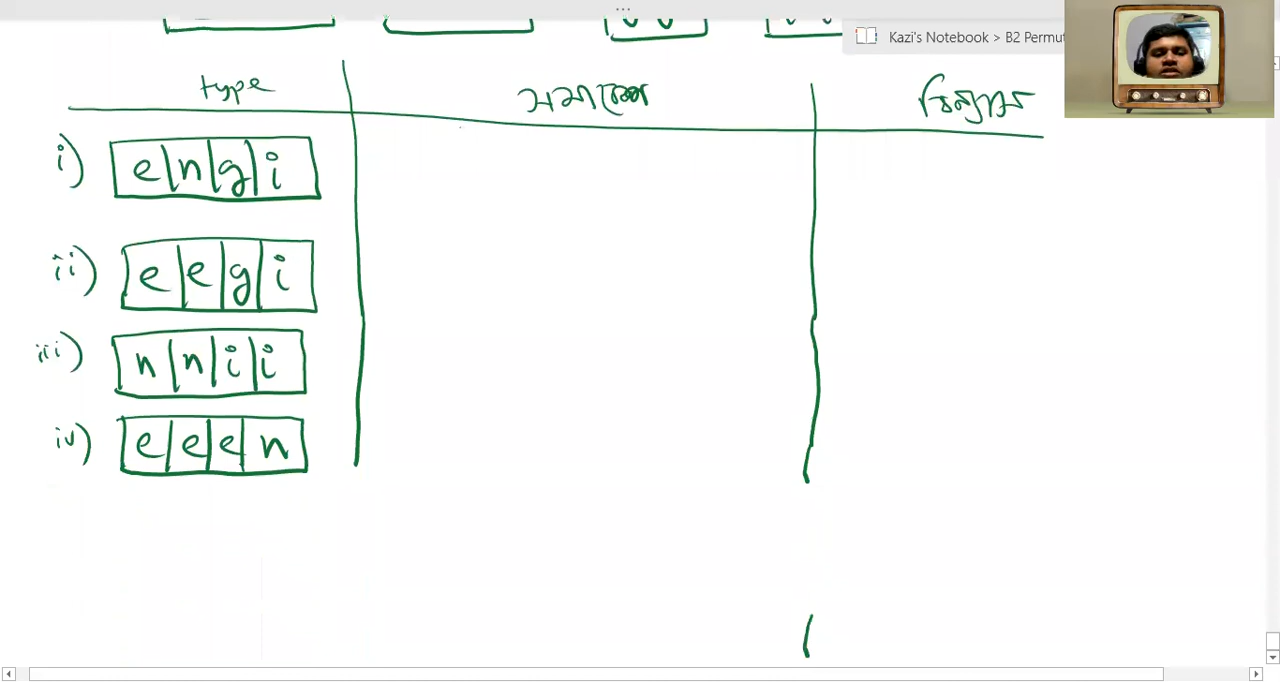 Kazi's Notebook > B2 Permut
type সমাবেশ বিন্যাস
i) e n g i
ii) e e g i
iii) n n i i
iv) e e e n